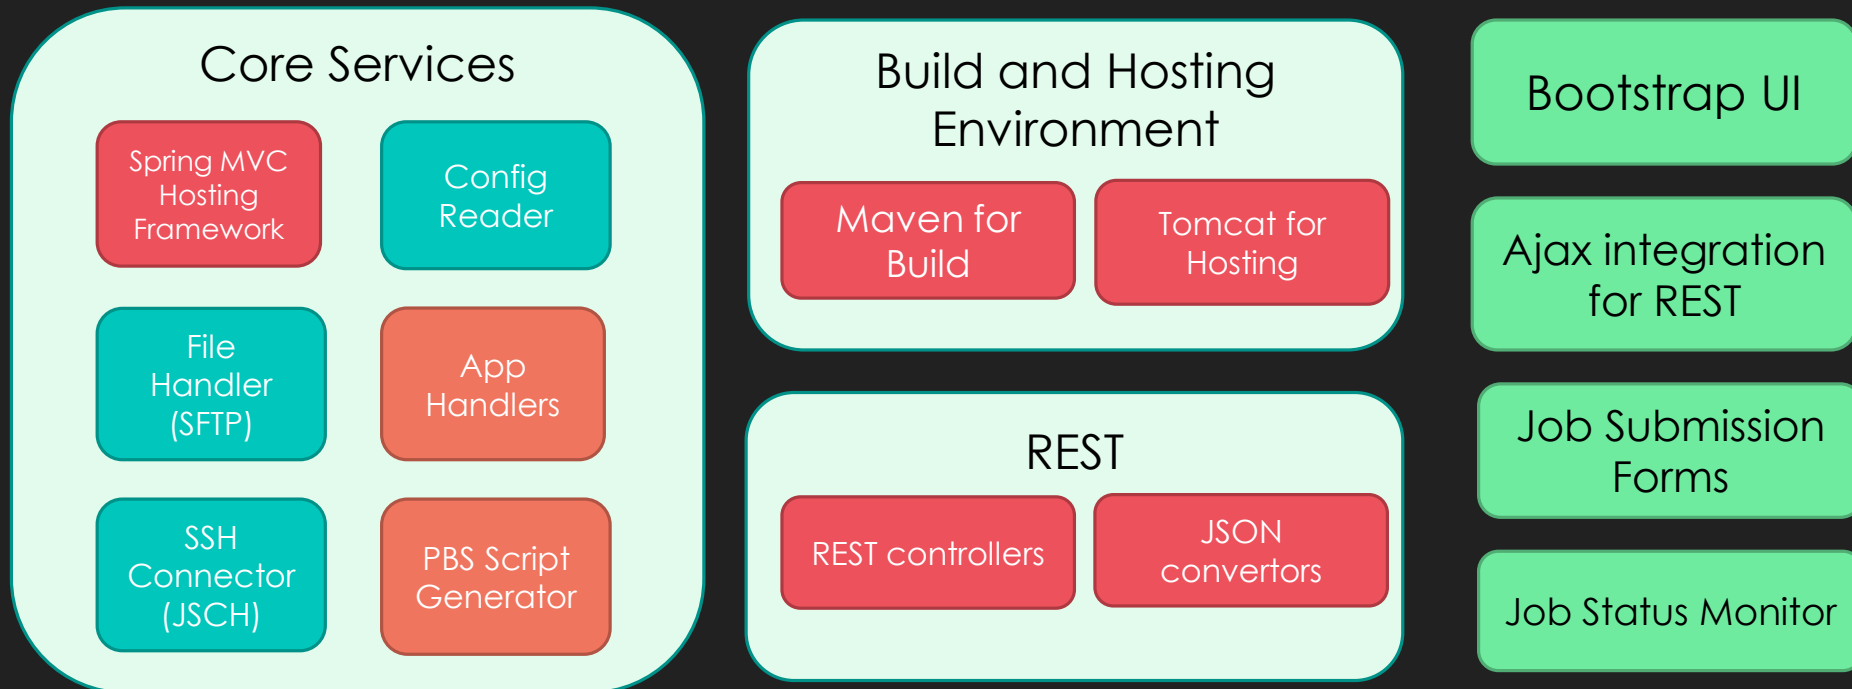 Core Services
Spring MVC
Hosting
Framework
Config
Reader
File
Handler
(SFTP)
App
Handlers
SSH
Connector
(JSCH)
PBS Script
Generator
Build and Hosting
Environment
Maven for
Build
Tomcat for
Hosting
REST
REST controllers
JSON
convertors
Bootstrap UI
Ajax integration
for REST
Job Submission
Forms
Job Status Monitor